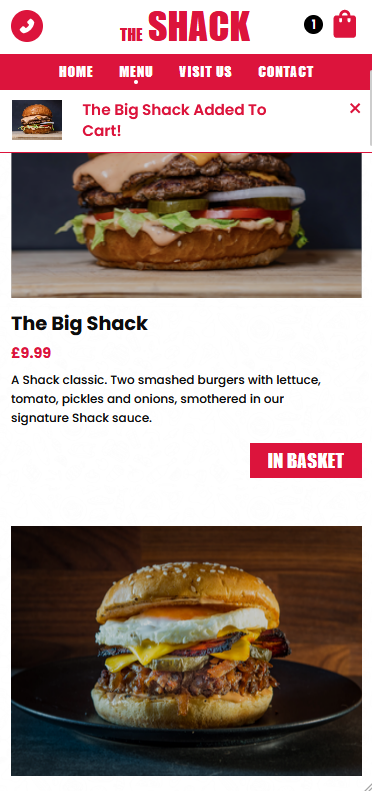 THE SHACK
1
HOME MENU VISIT US CONTACT
The Big Shack Added To
Cart!
×
The Big Shack
£9.99
A Shack classic. Two smashed burgers with lettuce,
tomato, pickles and onions, smothered in our
signature Shack sauce.
IN BASKET